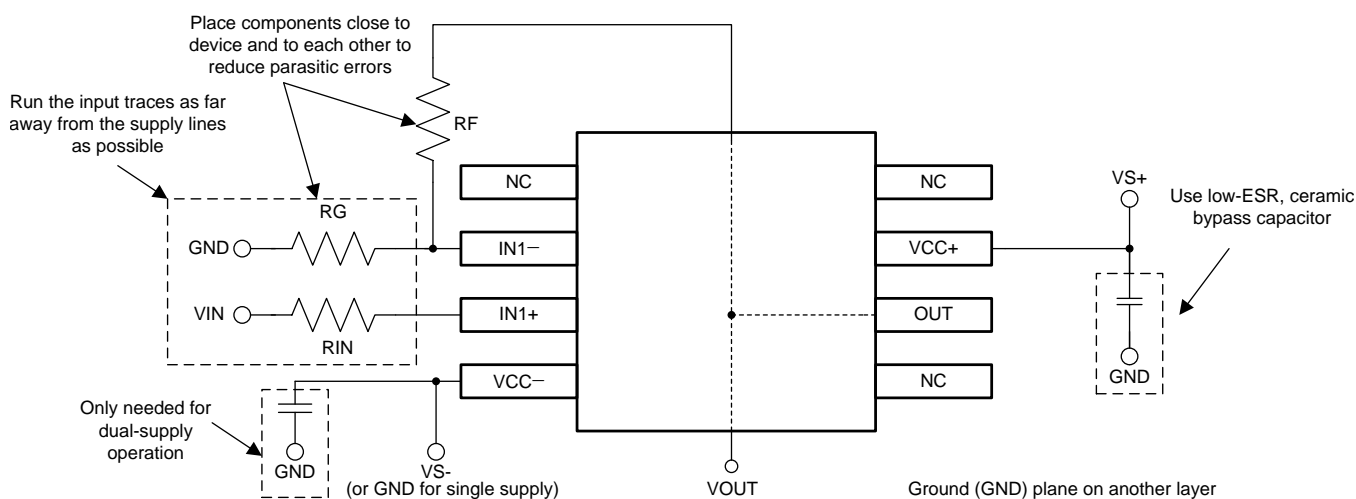 Place components close to
device and to each other to
reduce parasitic errors
Run the input traces as far
away from the supply lines
as possible
RF
NC
NC
VS+
Use low-ESR, ceramic
bypass capacitor
RG
GND
IN1−
VCC+
VIN
IN1+
OUT
RIN
VCC−
NC
GND
Only needed for
dual-supply
operation
GND
VS-
(or GND for single supply)
VOUT
Ground (GND) plane on another layer